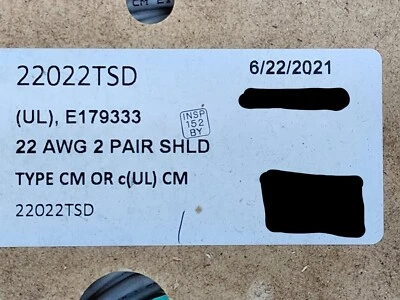 CM
22022TSD
6/22/2021
(UL), E179333
INSP
152
BY
22 AWG 2 PAIR SHLD
TYPE CM OR c(UL) CM
22022TSD